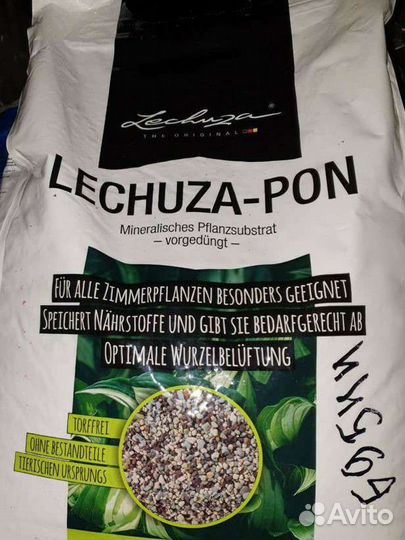 Lechuza®
THE ORIGINAL
LECHUZA-PON
Mineralisches Pflanzsubstrat
– vorgedüngt –
FÜR ALLE ZIMMERPFLANZEN BESONDERS GEEIGNET
SPEICHERT NÄHRSTOFFE UND GIBT SIE BEDARFGERECHT AB
OPTIMALE WURZELBELÜFTUNG
TORFFREI
OHNE BESTANDTEILE
TIERISCHEN URSPRUNGS
Avito